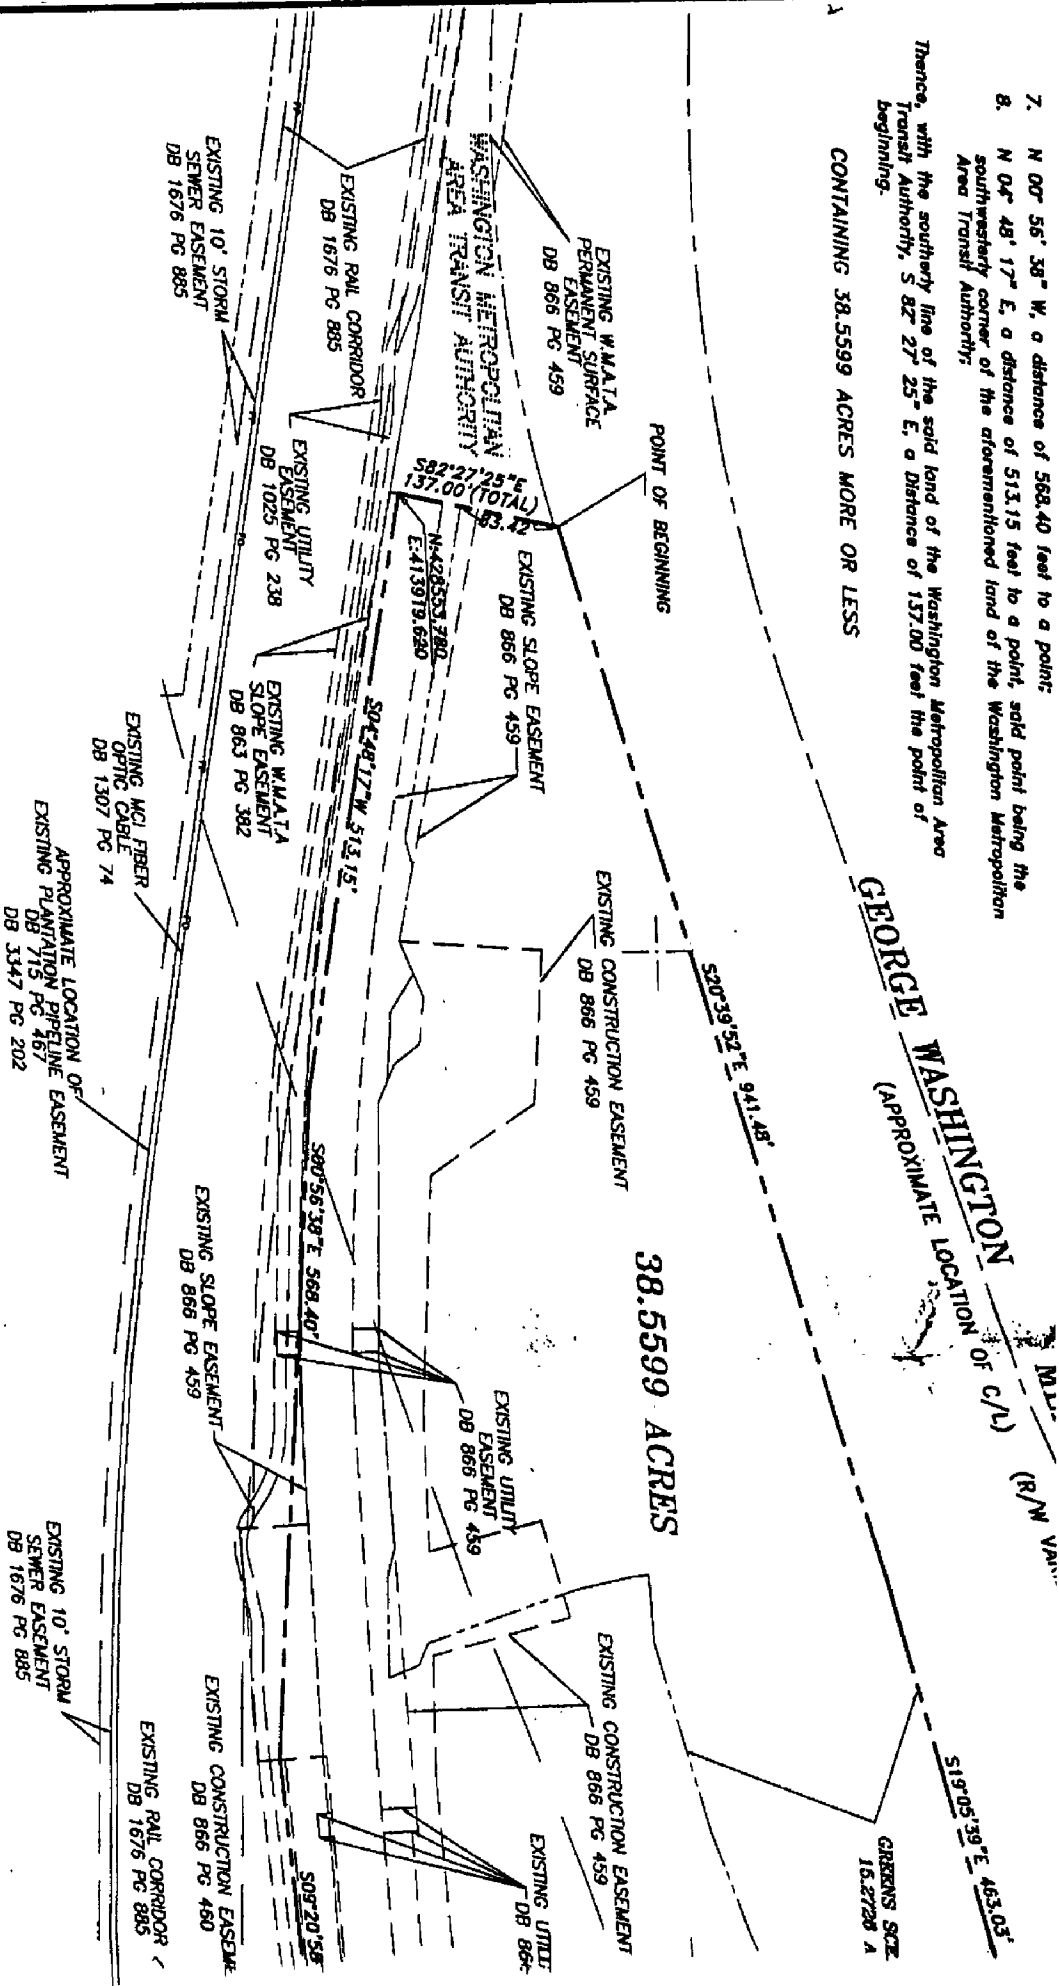 7. N 00° 56' 38" W, a distance of 568.40 feet to a point;
8. N 04° 48' 17" E, a distance of 513.15 feet to a point, said point being the
southwesterly corner of the aforementioned land of the Washington Metropolitan
Area Transit Authority;
Thence, with the southerly line of the said land of the Washington Metropolitan Area
Transit Authority, S 82° 27' 25" E, a Distance of 137.00 feet the point of
beginning.
CONTAINING 38.5599 ACRES MORE OR LESS
GEORGE WASHINGTON
(APPROXIMATE LOCATION OF C/L)
(R/W
S19°05'39"E 463.03'
GREENS
S20°39'52"E 941.48'
POINT OF BEGINNING
EXISTING W.M.A.T.A.
PERMANENT SURFACE
EASEMENT
DB 866 PG 459
WASHINGTON METROPOLITAN
AREA TRANSIT AUTHORITY
S82°27'25"E
137.00'(TOTAL)
83.42'
N:428553.780
E:413919.620
EXISTING SLOPE EASEMENT
DB 866 PG 459
EXISTING CONSTRUCTION EASEMENT
DB 866 PG 459
38.5599 ACRES
EXISTING UTILITY
EASEMENT
DB 866 PG 459
EXISTING CONSTRUCTION EASEMENT
DB 866 PG 459
EXISTING
DB
EXISTING RAIL CORRIDOR
DB 1676 PG 885
EXISTING 10' STORM
SEWER EASEMENT
DB 1676 PG 885
EXISTING UTILITY
EASEMENT
DB 1025 PG 238
EXISTING W.M.A.T.A
SLOPE EASEMENT
DB 863 PG 382
S04°48'17"W 513.15'
S00°56'38"E 568.40'
S09°20'58
EXISTING MCI FIBER
OPTIC CABLE
DB 1307 PG 74
APPROXIMATE LOCATION OF
EXISTING PLANTATION PIPELINE EASEMENT
DB 715 PG 467
DB 3347 PG 202
EXISTING SLOPE EASEMENT
DB 866 PG 459
EXISTING 10' STORM
SEWER EASEMENT
DB 1676 PG 885
EXISTING CONSTRUCTION
DB 866 PG 460
EXISTING RAIL CORRIDOR
DB 1676 PG 885